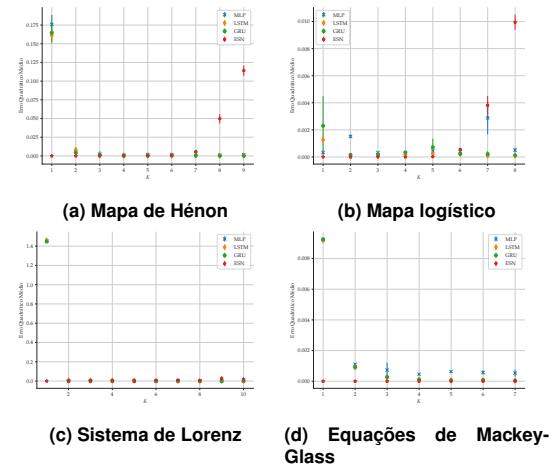 0.175
0.150
0.125
0.100
0.075
0.050
0.025
0.000
Erro Quadrático Médio
1 2 3 4 5 6 7 8 9
K
MLP
LSTM
GRU
ESN
(a) Mapa de Hénon
0.010
0.008
0.006
0.004
0.002
0.000
Erro Quadrático Médio
1 2 3 4 5 6 7 8
K
MLP
LSTM
GRU
ESN
(b) Mapa logístico
1.4
1.2
1.0
0.8
0.6
0.4
0.2
0.0
Erro Quadrático Médio
2 4 6 8 10
K
MLP
LSTM
GRU
ESN
(c) Sistema de Lorenz
0.008
0.006
0.004
0.002
0.000
Erro Quadrático Médio
1 2 3 4 5 6 7
K
MLP
LSTM
GRU
ESN
(d) Equações de Mackey-
Glass